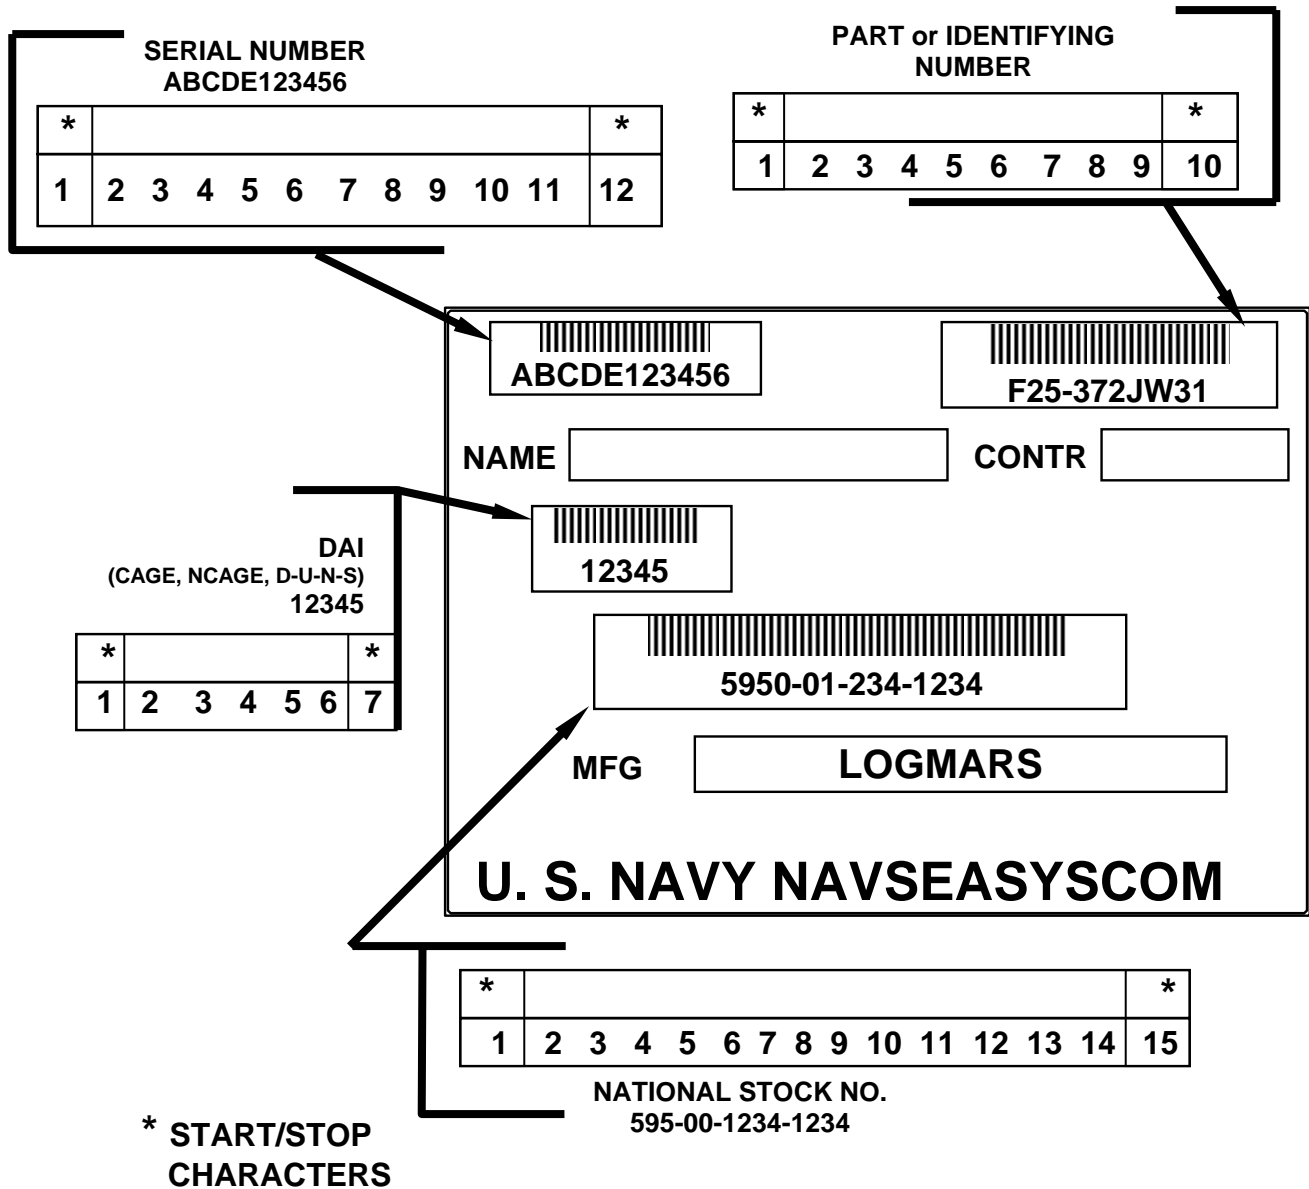 SERIAL NUMBER
ABCDE123456
* *
1 2 3 4 5 6 7 8 9 10 11 12
PART or IDENTIFYING
NUMBER
* *
1 2 3 4 5 6 7 8 9 10
ABCDE123456
F25-372JW31
NAME CONTR
DAI
(CAGE, NCAGE, D-U-N-S)
12345
* *
1 2 3 4 5 6 7
12345
5950-01-234-1234
MFG LOGMARS
U. S. NAVY NAVSEASYSCOM
* *
1 2 3 4 5 6 7 8 9 10 11 12 13 14 15
NATIONAL STOCK NO.
595-00-1234-1234
* START/STOP
CHARACTERS